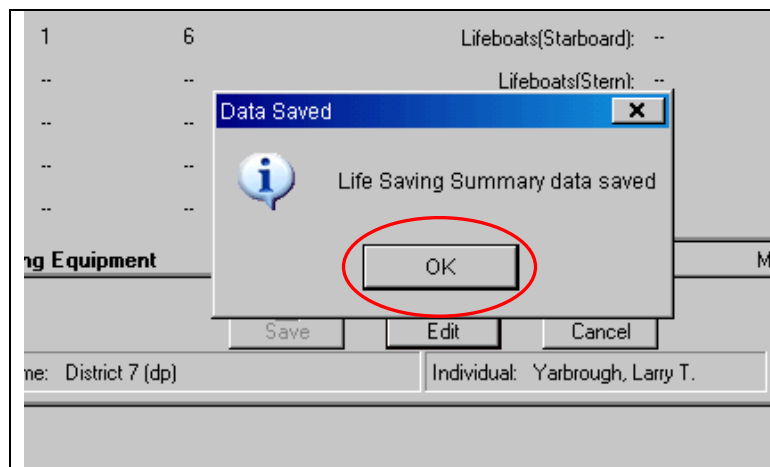 1 6 Lifeboats(Starboard): --
-- -- Lifeboats(Stern): --
-- --
-- --
-- --
Data Saved
Life Saving Summary data saved
OK
ng Equipment M
Save Edit Cancel
me: District 7 (dp) Individual: Yarbrough, Larry T.